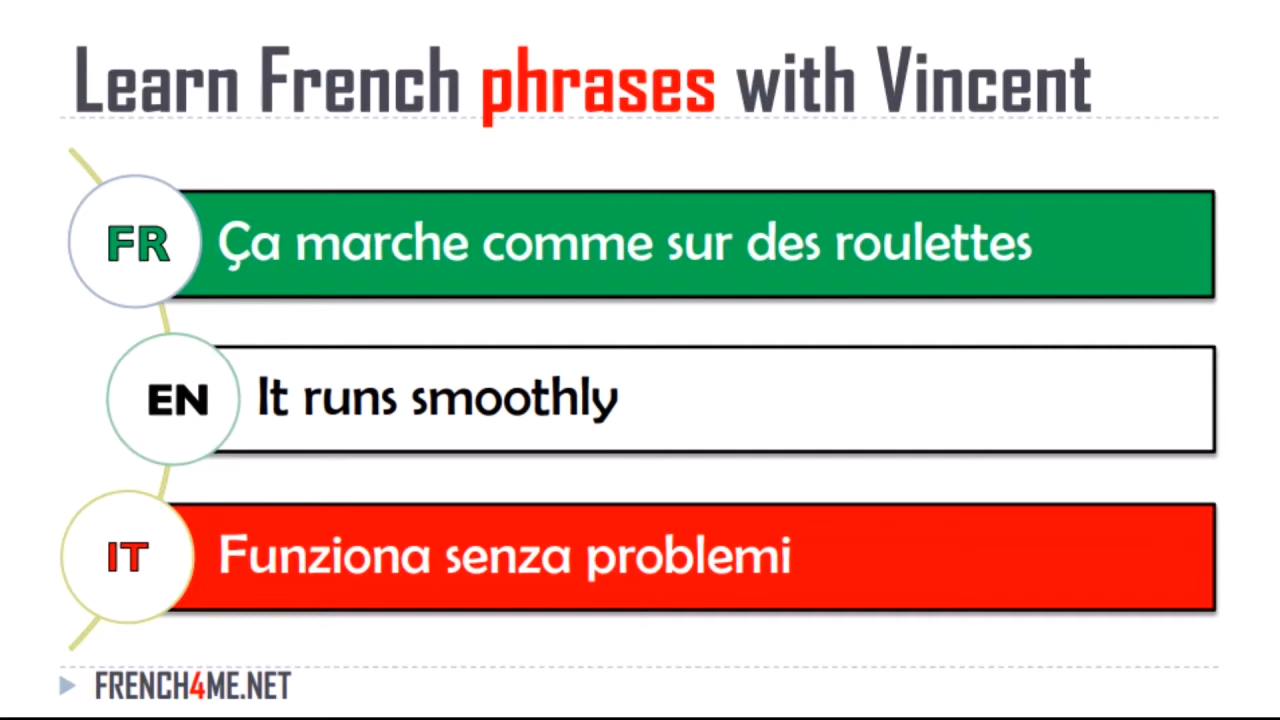 Learn French phrases with Vincent
FR
Ça marche comme sur des roulettes
EN
It runs smoothly
IT
Funziona senza problemi
FRENCH4ME.NET